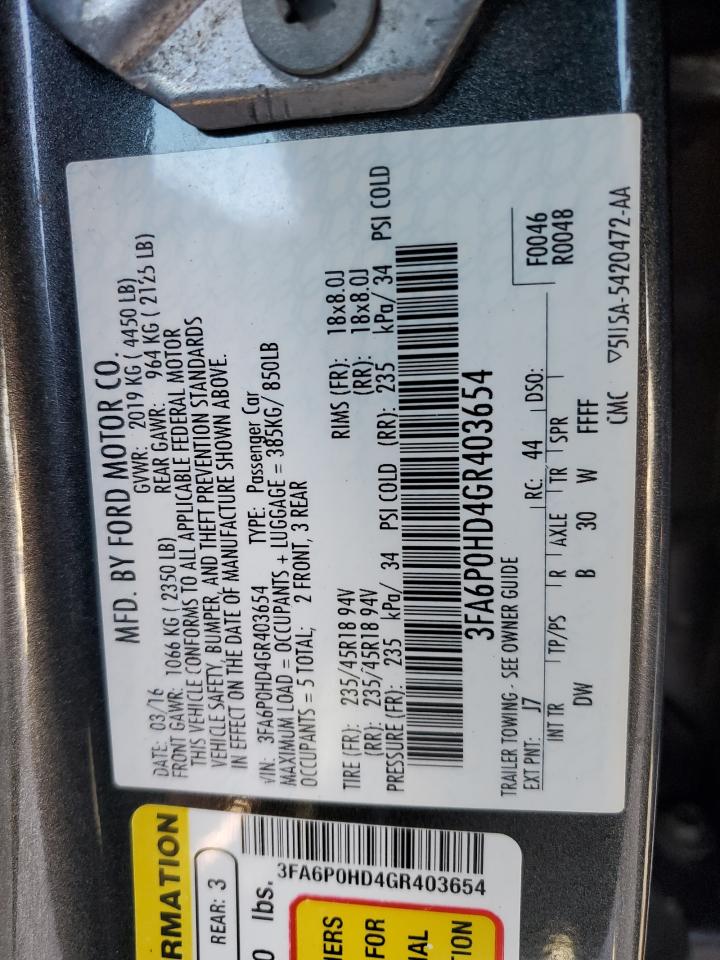 MFD. BY FORD MOTOR CO.
DATE: 03/16 GVWR: 2019 KG ( 4450 LB)
FRONT GAWR: 1066 KG ( 2350 LB) REAR GAWR: 964 KG ( 2125 LB)
THIS VEHICLE CONFORMS TO ALL APPLICABLE FEDERAL MOTOR
VEHICLE SAFETY, BUMPER, AND THEFT PREVENTION STANDARDS
IN EFFECT ON THE DATE OF MANUFACTURE SHOWN ABOVE.
VIN: 3FA6P0HD4GR403654 TYPE: Passenger Car
MAXIMUM LOAD = OCCUPANTS + LUGGAGE = 385KG/ 850LB
OCCUPANTS = 5 TOTAL; 2 FRONT, 3 REAR
TIRE (FR): 235/45R18 94V RIMS (FR): 18x8.0J
(RR): 235/45R18 94V (RR): 18x8.0J
PRESSURE (FR): 235 kPa/ 34 PSI COLD (RR): 235 kPa/ 34 PSI COLD
3FA6P0HD4GR403654
TRAILER TOWING - SEE OWNER GUIDE
EXT PNT: J7 RC: 44 DSO: F0046
R0048
INT TR TP/PS R AXLE TR SPR
DW B 30 W FFFF
CMC ▽5U5A-5420472-AA
RMATION
REAR: 3
0 lbs.
3FA6P0HD4GR403654
NERS
FOR
AL
TION